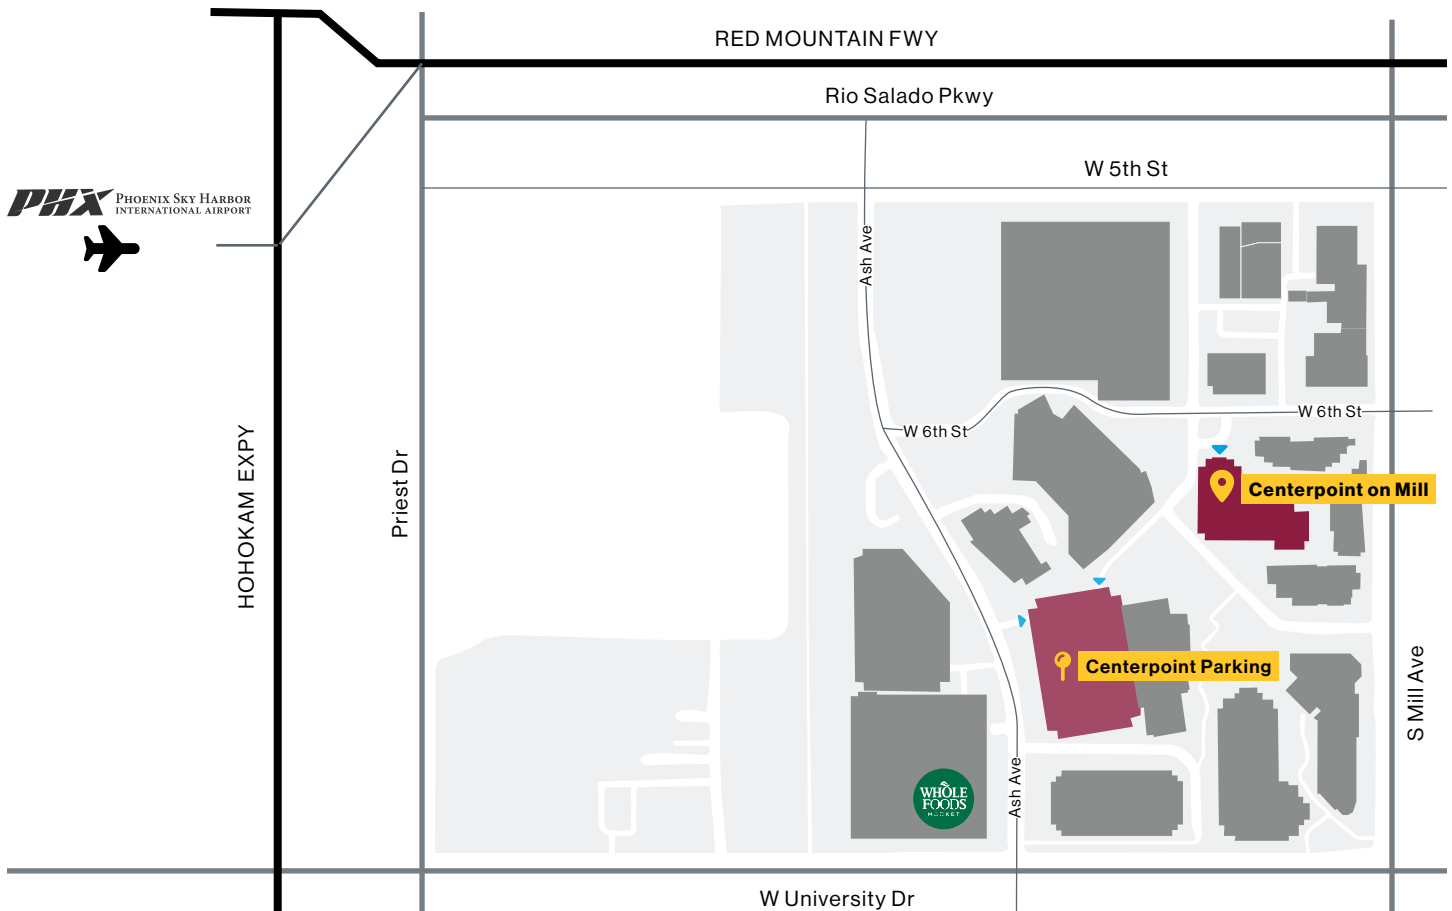 RED MOUNTAIN FWY
Rio Salado Pkwy
W 5th St
PHX
PHOENIX SKY HARBOR
INTERNATIONAL AIRPORT
Ash Ave
W 6th St
W 6th St
HOHOKAM EXPY
Priest Dr
Centerpoint on Mill
Centerpoint Parking
S Mill Ave
WHOLE
FOODS
MARKET
Ash Ave
W University Dr